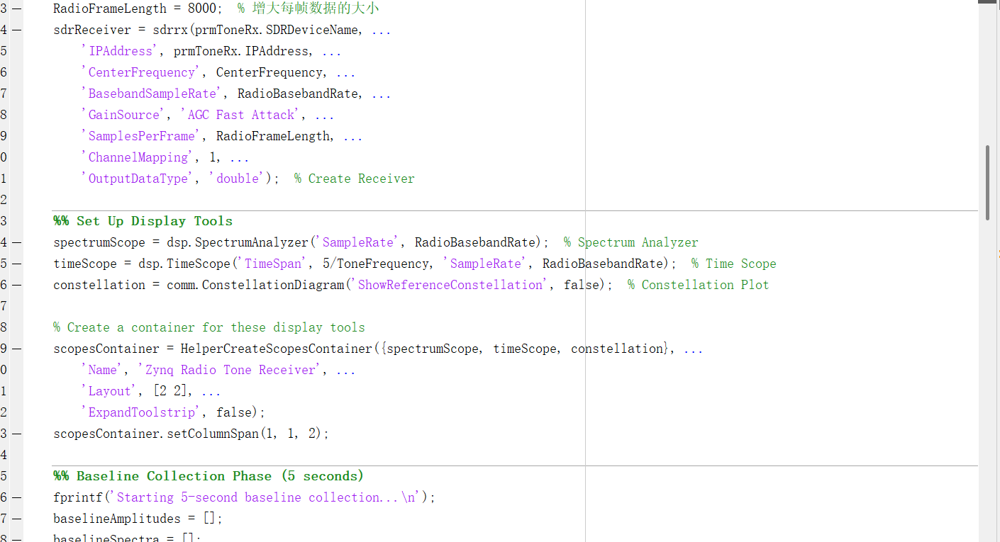 3 — RadioFrameLength = 8000;  % 增大每帧数据的大小
4 — sdrReceiver = sdrrx(prmToneRx.SDRDeviceName, ...
5 'IPAddress', prmToneRx.IPAddress, ...
6 'CenterFrequency', CenterFrequency, ...
7 'BasebandSampleRate', RadioBasebandRate, ...
8 'GainSource', 'AGC Fast Attack', ...
9 'SamplesPerFrame', RadioFrameLength, ...
0 'ChannelMapping', 1, ...
1 'OutputDataType', 'double');  % Create Receiver
2
3 %% Set Up Display Tools
4 — spectrumScope = dsp.SpectrumAnalyzer('SampleRate', RadioBasebandRate);  % Spectrum Analyzer
5 — timeScope = dsp.TimeScope('TimeSpan', 5/ToneFrequency, 'SampleRate', RadioBasebandRate);  % Time Scope
6 — constellation = comm.ConstellationDiagram('ShowReferenceConstellation', false);  % Constellation Plot
7
8 % Create a container for these display tools
9 — scopesContainer = HelperCreateScopesContainer({spectrumScope, timeScope, constellation}, ...
0 'Name', 'Zynq Radio Tone Receiver', ...
1 'Layout', [2 2], ...
2 'ExpandToolstrip', false);
3 — scopesContainer.setColumnSpan(1, 1, 2);
4
5 %% Baseline Collection Phase (5 seconds)
6 — fprintf('Starting 5-second baseline collection...\n');
7 — baselineAmplitudes = [];
8 — baselineSpectra = [];